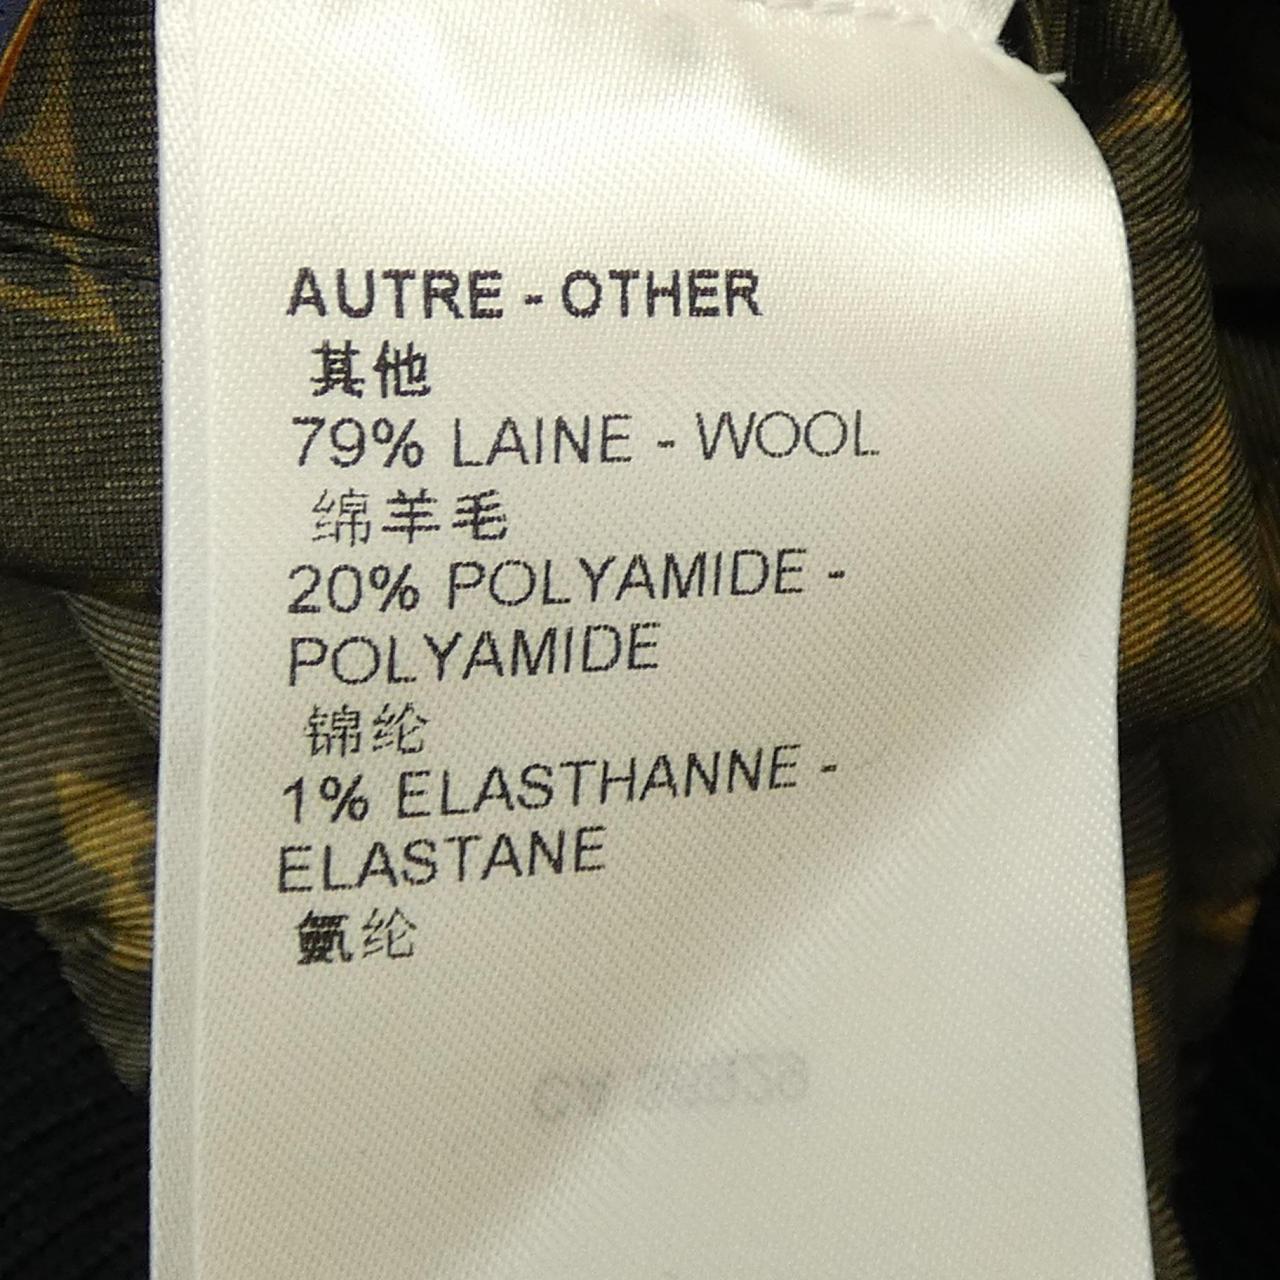 AUTRE - OTHER
其他
79% LAINE - WOOL
绵羊毛
20% POLYAMIDE -
POLYAMIDE
锦纶
1% ELASTHANNE -
ELASTANE
氨纶